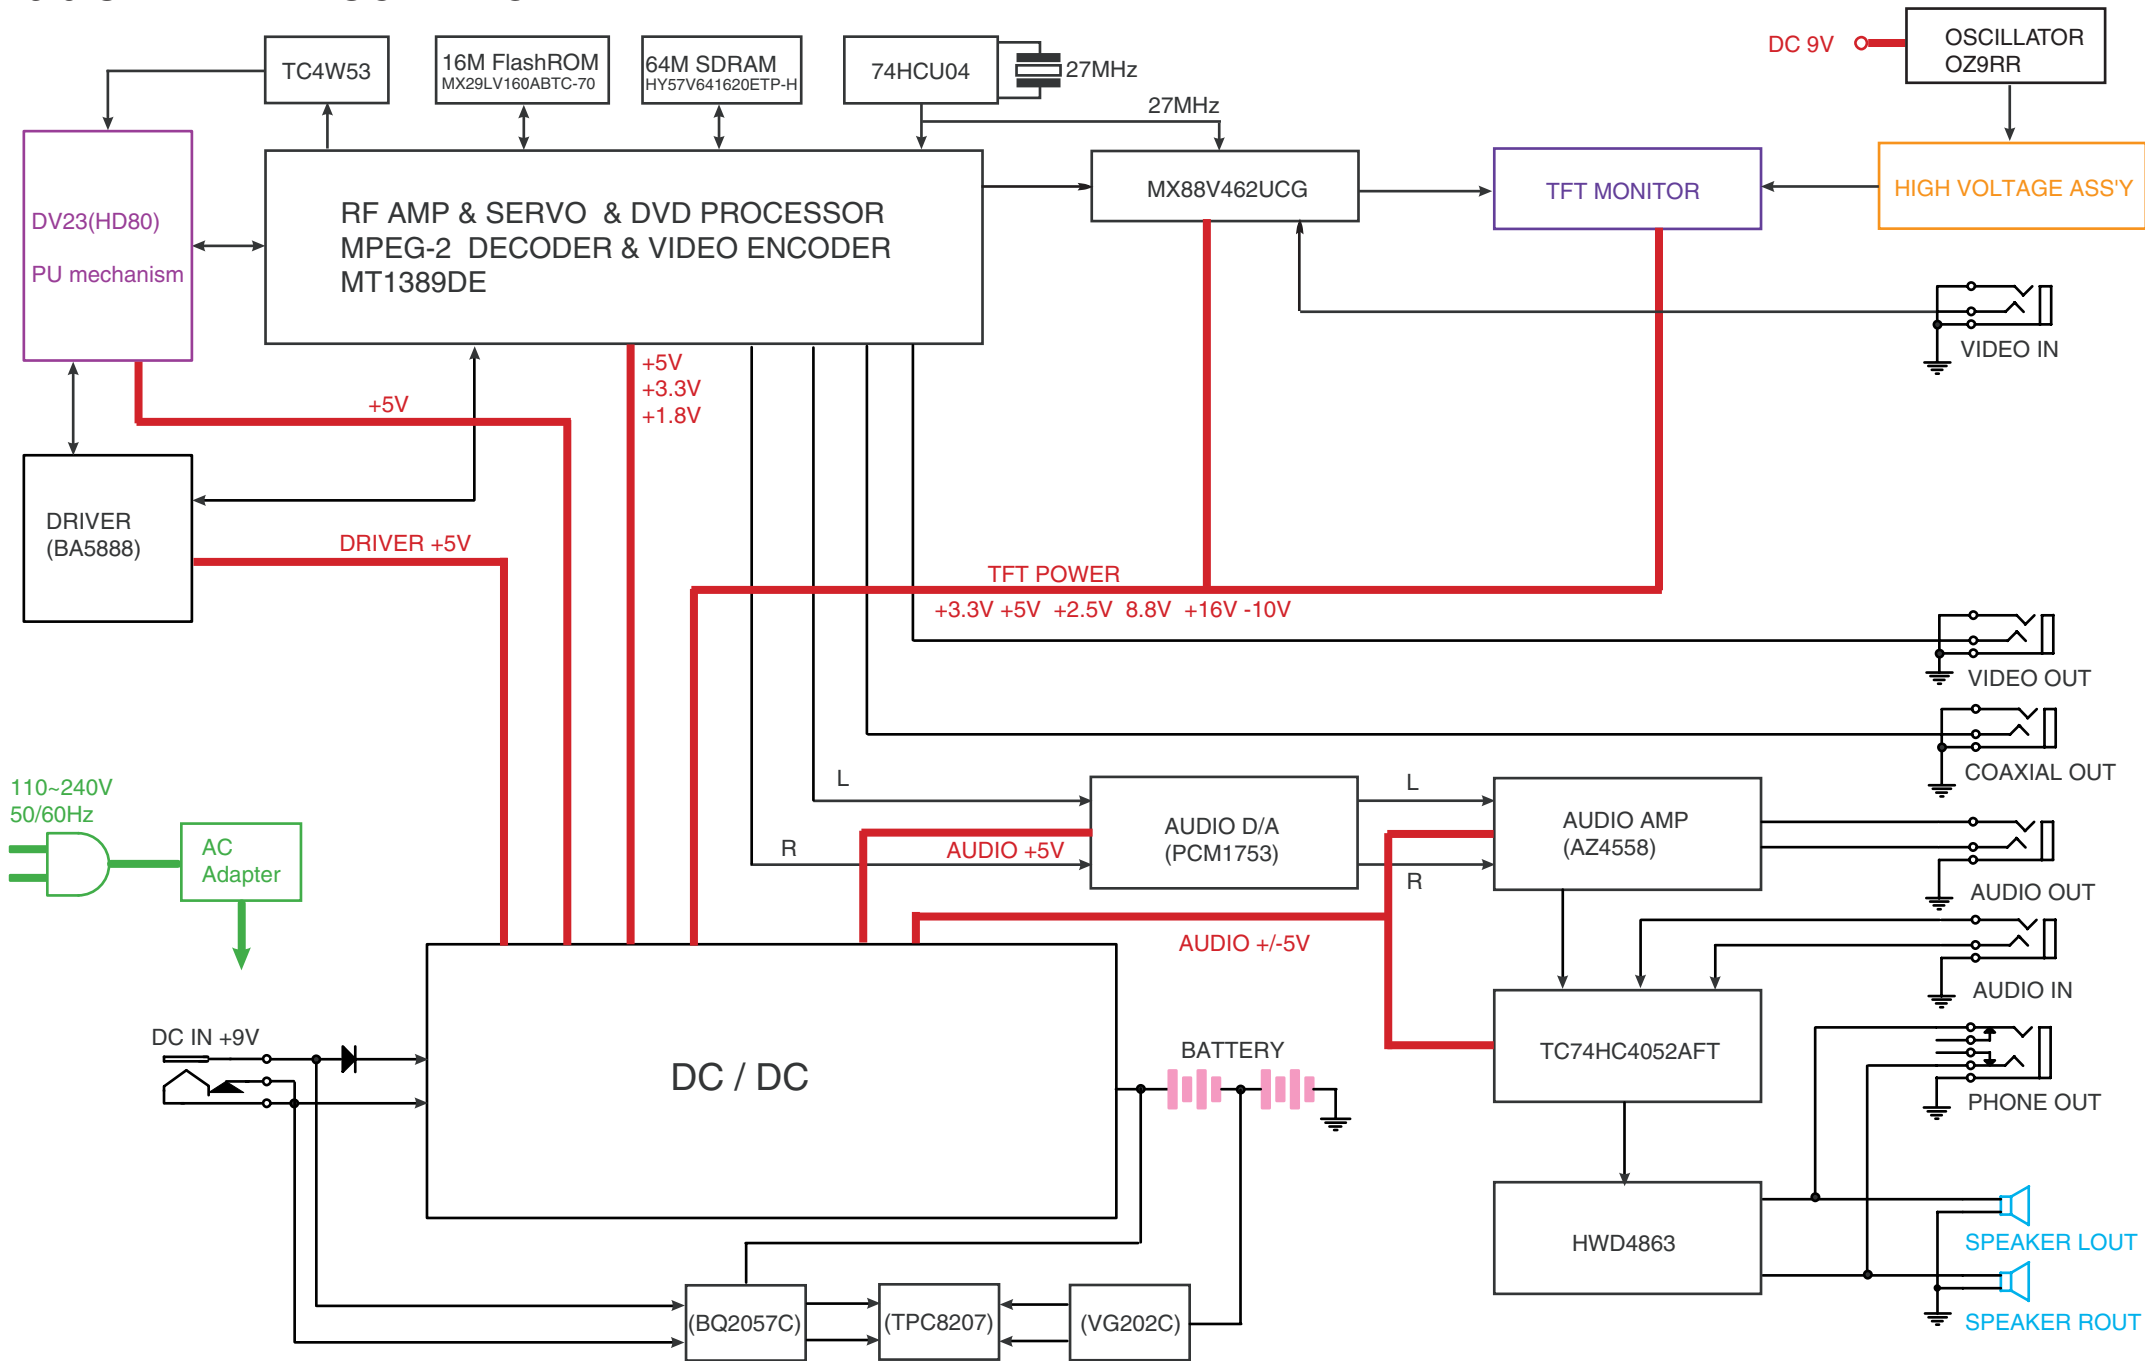 TC4W53
16M FlashROM
MX29LV160ABTC-70
64M SDRAM
HY57V641620ETP-H
74HCU04
27MHz
27MHz
DC 9V
OSCILLATOR
OZ9RR
DV23(HD80)
PU mechanism
RF AMP & SERVO & DVD PROCESSOR
MPEG-2 DECODER & VIDEO ENCODER
MT1389DE
MX88V462UCG
TFT MONITOR
HIGH VOLTAGE ASS'Y
VIDEO IN
+5V
+3.3V
+1.8V
+5V
DRIVER
(BA5888)
DRIVER +5V
TFT POWER
+3.3V +5V +2.5V 8.8V +16V -10V
VIDEO OUT
COAXIAL OUT
110~240V
50/60Hz
AC
Adapter
L
R
AUDIO +5V
AUDIO D/A
(PCM1753)
L
R
AUDIO AMP
(AZ4558)
AUDIO OUT
AUDIO +/-5V
AUDIO IN
DC IN +9V
DC / DC
BATTERY
TC74HC4052AFT
PHONE OUT
HWD4863
SPEAKER LOUT
SPEAKER ROUT
(BQ2057C)
(TPC8207)
(VG202C)